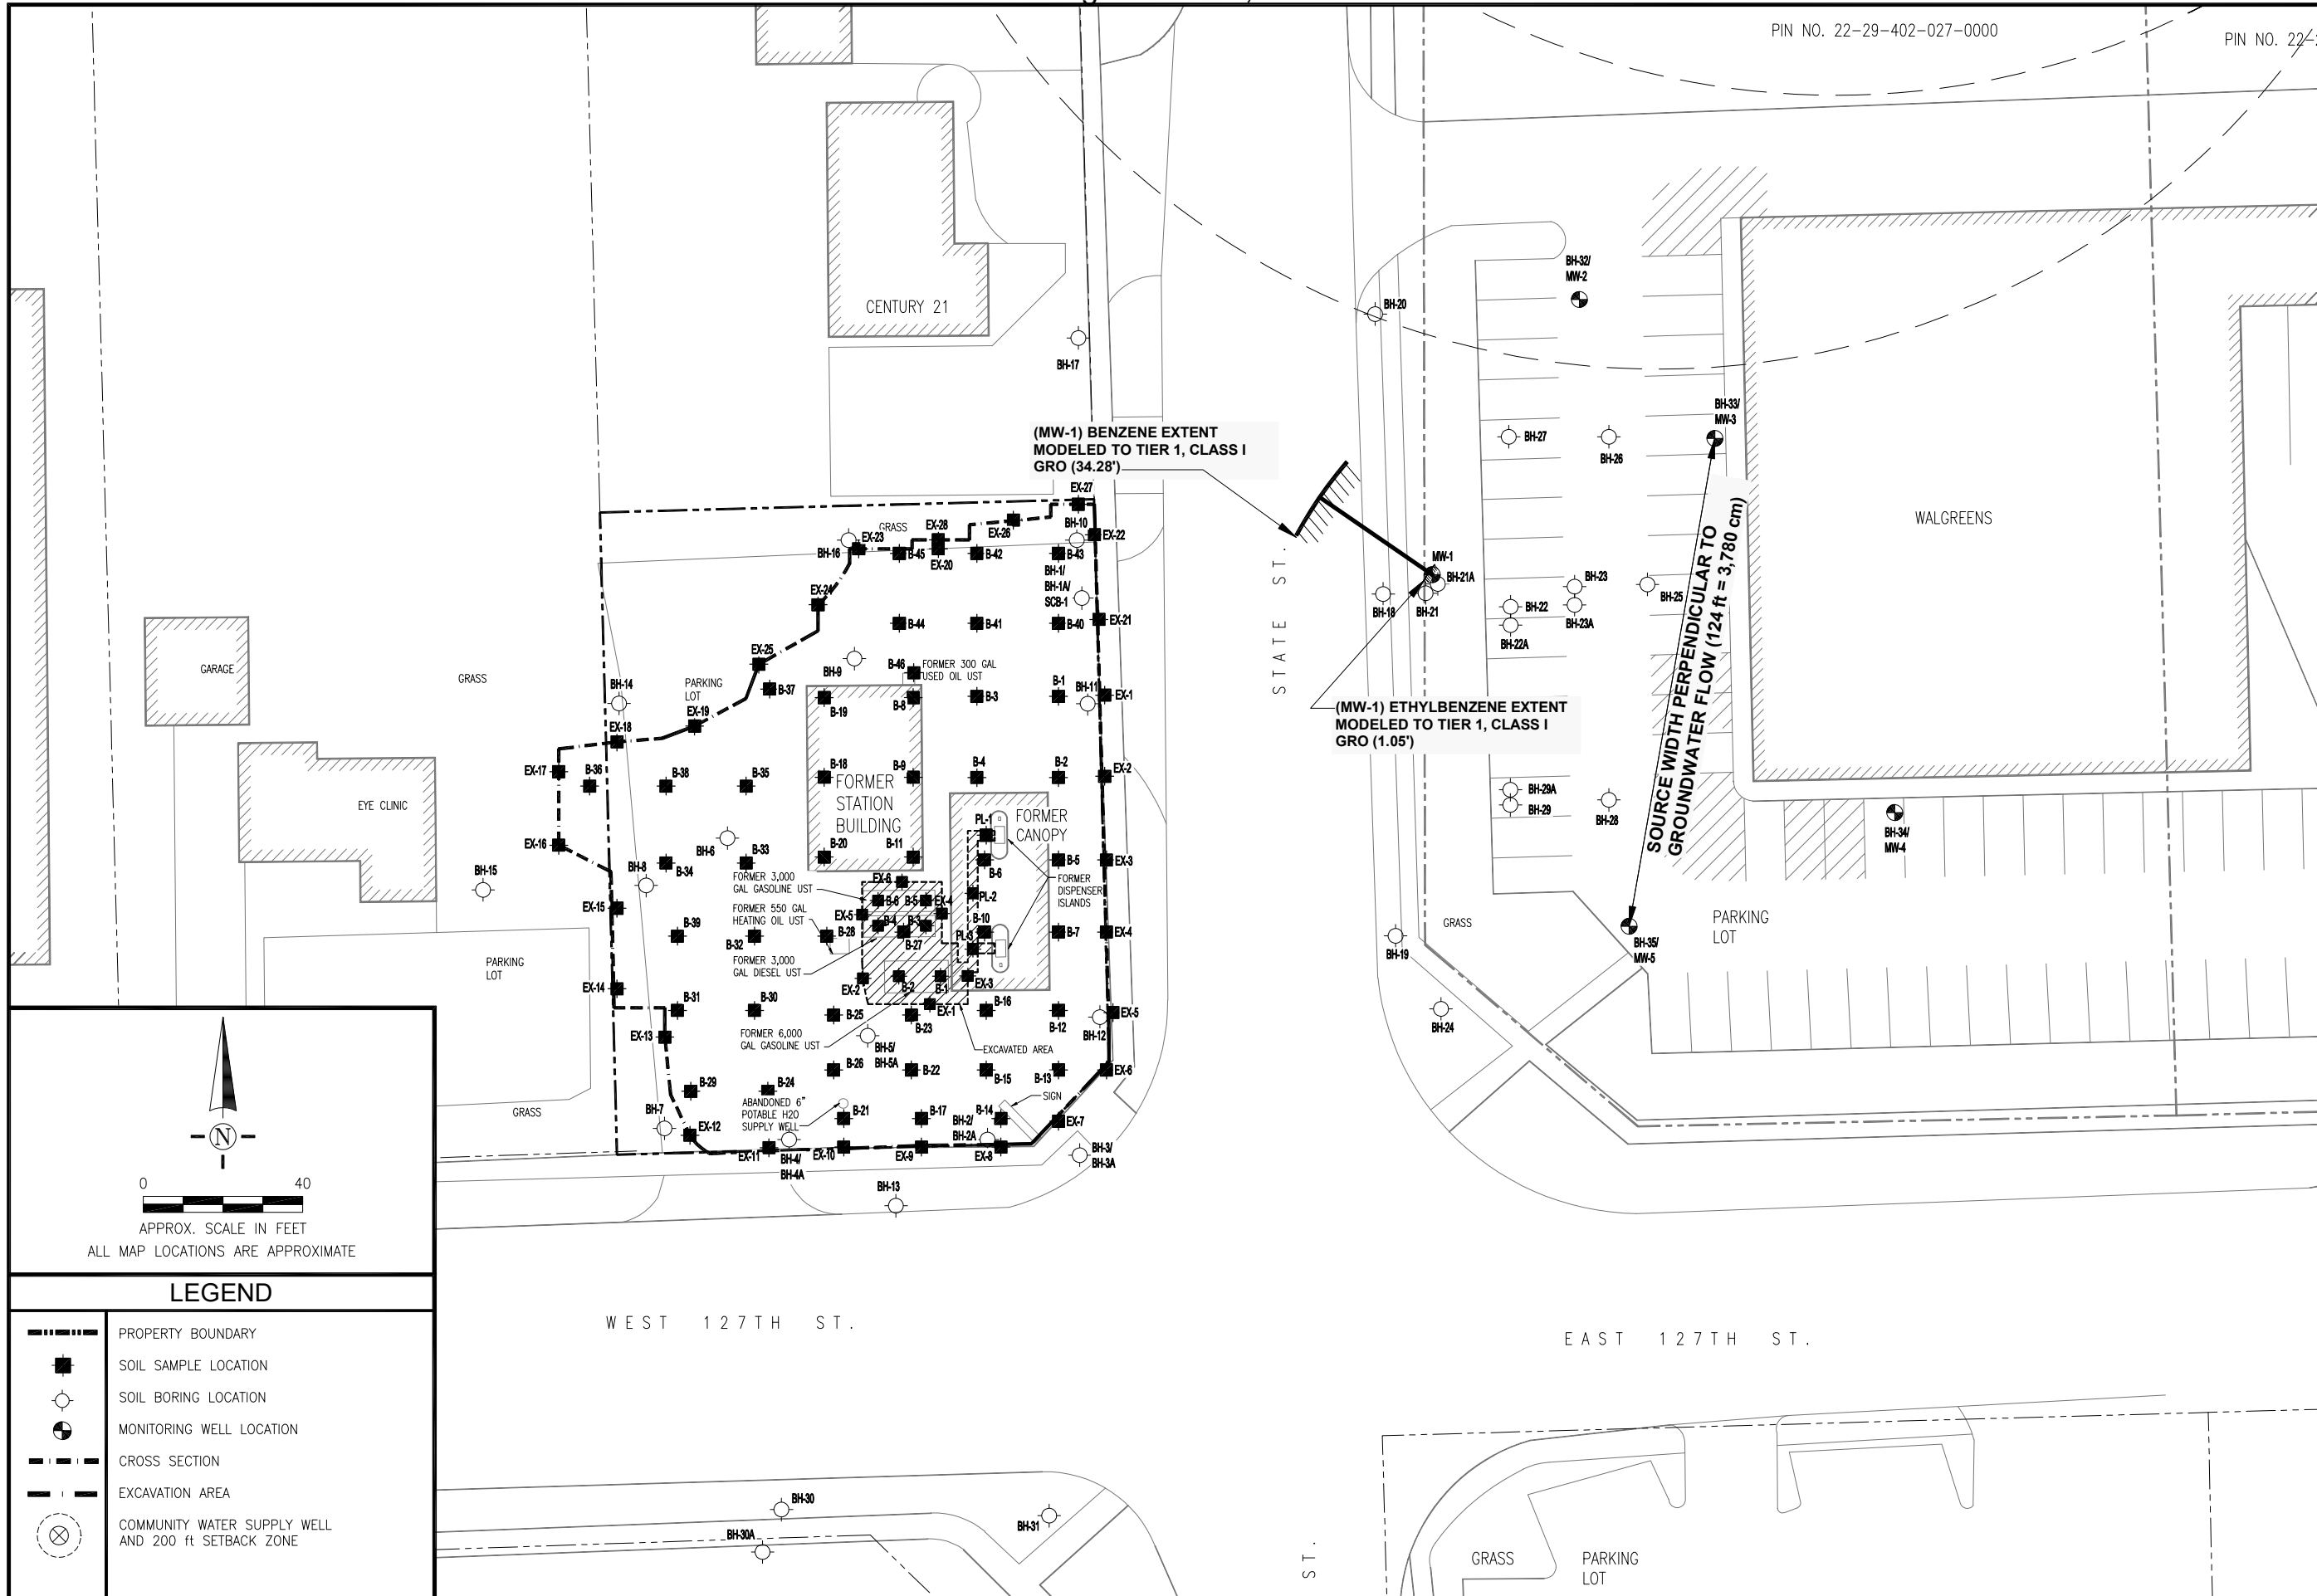 PIN NO. 22-29-402-027-0000
PIN NO. 22-
CENTURY 21
BH-17
BH-20
BH-32/
MW-2
BH-33/
MW-3
BH-27
BH-26
WALGREENS
(MW-1) BENZENE EXTENT
MODELED TO TIER 1, CLASS I
GRO (34.28')
STATE ST.
MW-1
BH-21A
BH-18
BH-21
BH-22
BH-22A
BH-23
BH-23A
BH-25
(MW-1) ETHYLBENZENE EXTENT
MODELED TO TIER 1, CLASS I
GRO (1.05')
SOURCE WIDTH PERPENDICULAR TO
GROUNDWATER FLOW (124 ft = 3,780 cm)
BH-29A
BH-29
BH-28
BH-34/
MW-4
BH-35/
MW-5
PARKING
LOT
GRASS
BH-19
BH-24
EX-27
BH-10
EX-26
EX-22
GRASS
EX-28
EX-23
BH-16
B-45
EX-20
B-42
B-43
BH-1/
BH-1A/
SCB-1
EX-24
B-44
B-41
B-40
EX-21
EX-25
BH-9
B-46
FORMER 300 GAL
USED OIL UST
B-37
PARKING
LOT
B-19
B-8
B-3
B-1
BH-11
EX-1
GARAGE
GRASS
BH-14
EX-19
EX-18
EX-17
B-36
B-38
B-35
B-18
B-9
B-4
B-2
EX-2
FORMER
STATION
BUILDING
FORMER
CANOPY
EYE CLINIC
PL-1
EX-16
BH-6
B-33
B-34
B-20
B-11
B-6
B-5
EX-3
BH-15
BH-8
FORMER 3,000
GAL GASOLINE UST
EX-6
B-6
B-5
EX-4
PL-2
FORMER
DISPENSER
ISLANDS
EX-15
FORMER 550 GAL
HEATING OIL UST
EX-5
B-4
B-3
B-10
B-39
B-32
B-28
B-27
PL-3
B-7
EX-4
PARKING
LOT
FORMER 3,000
GAL DIESEL UST
EX-14
EX-2
B-2
B-1
EX-3
B-31
B-30
B-25
B-23
EX-1
B-16
B-12
BH-12
EX-5
EX-13
FORMER 6,000
GAL GASOLINE UST
BH-5/
BH-5A
EXCAVATED AREA
B-26
B-22
B-15
B-13
EX-6
B-29
B-24
GRASS
ABANDONED 6"
POTABLE H2O
SUPPLY WELL
B-21
B-17
B-14
SIGN
BH-7
EX-12
BH-2/
BH-2A
EX-7
EX-11
BH-4/
BH-4A
EX-10
EX-9
EX-8
BH-3/
BH-3A
BH-13
N
0 40
APPROX. SCALE IN FEET
ALL MAP LOCATIONS ARE APPROXIMATE
LEGEND
PROPERTY BOUNDARY
SOIL SAMPLE LOCATION
SOIL BORING LOCATION
MONITORING WELL LOCATION
CROSS SECTION
EXCAVATION AREA
COMMUNITY WATER SUPPLY WELL
AND 200 ft SETBACK ZONE
WEST 127TH ST.
EAST 127TH ST.
BH-30
BH-30A
BH-31
ST.
GRASS
PARKING
LOT